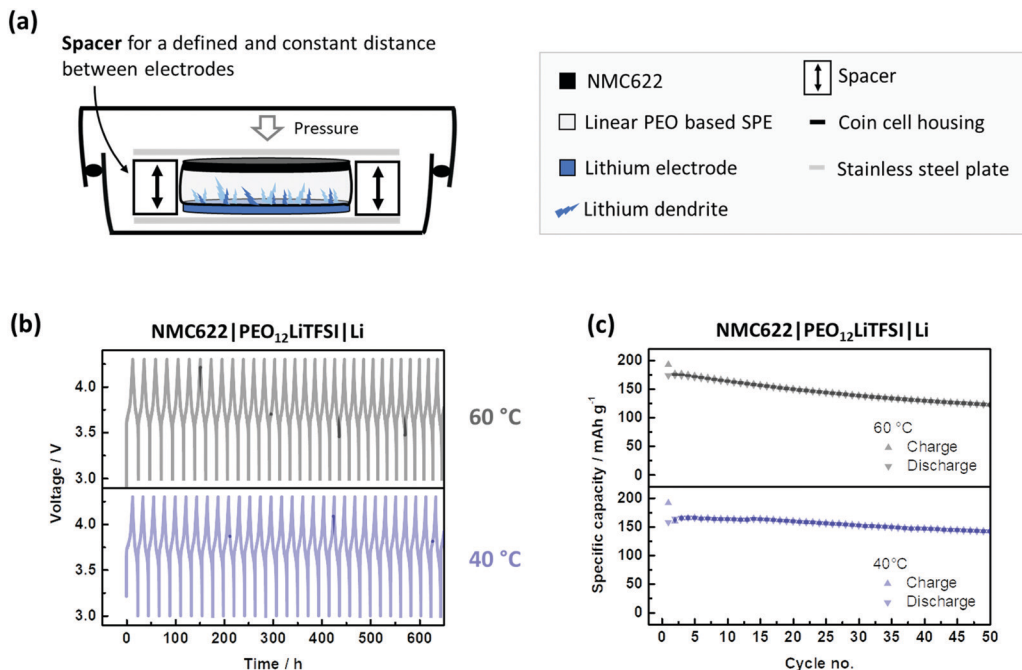 (a)
Spacer for a defined and constant distance
between electrodes
Pressure
NMC622
Spacer
Linear PEO based SPE
Coin cell housing
Lithium electrode
Stainless steel plate
Lithium dendrite
(b)
NMC622|PEO₁₂LiTFSI|Li
Voltage / V
4.0
3.5
3.0
4.0
3.5
3.0
0 100 200 300 400 500 600
Time / h
60 °C
40 °C
(c)
NMC622|PEO₁₂LiTFSI|Li
Specific capacity / mAh g⁻¹
200
150
100
50
0
60 °C
Charge
Discharge
200
150
100
50
0
40°C
Charge
Discharge
0 5 10 15 20 25 30 35 40 45 50
Cycle no.